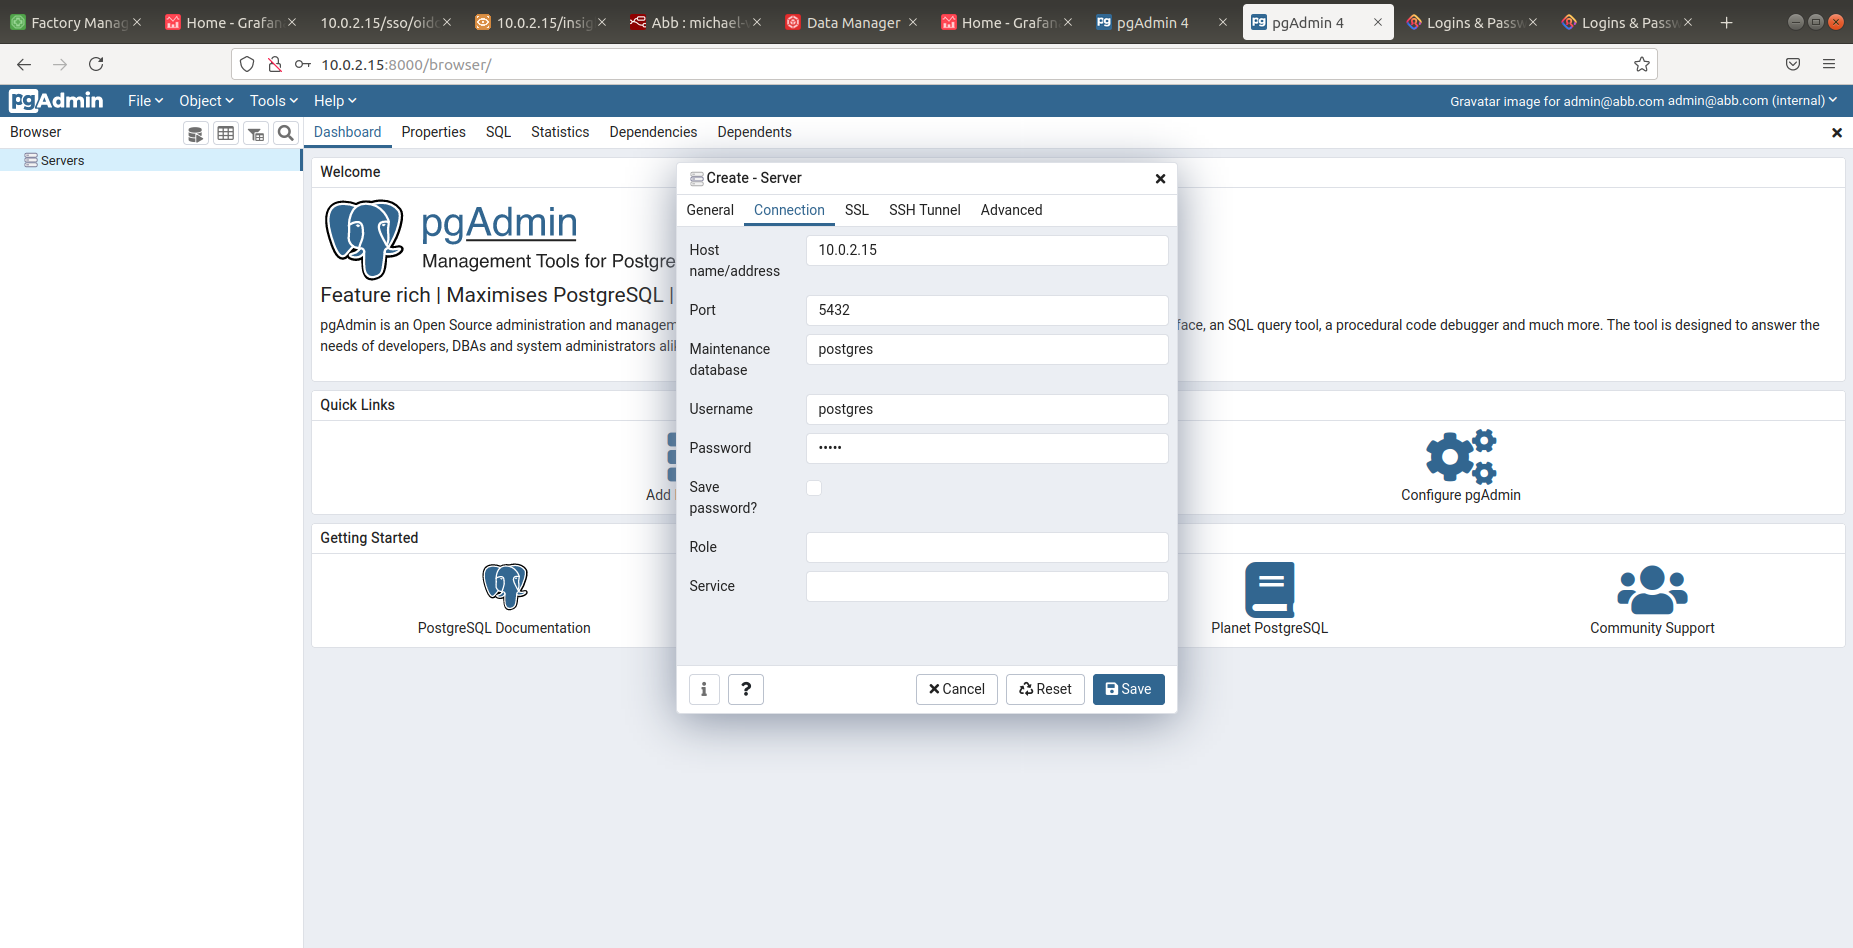 Factory Manag
Home - Grafan
10.0.2.15/sso/oidc
10.0.2.15/insig
Abb : michael-
Data Manager
Home - Grafan
pgAdmin 4
pgAdmin 4
Logins & Passw
Logins & Passw
10.0.2.15:8000/browser/
pgAdmin
File
Object
Tools
Help
Gravatar image for admin@abb.com admin@abb.com (internal)
Browser
Dashboard
Properties
SQL
Statistics
Dependencies
Dependents
Servers
Welcome
pgAdmin
Management Tools for Postgre
Feature rich | Maximises PostgreSQL |
pgAdmin is an Open Source administration and managem
face, an SQL query tool, a procedural code debugger and much more. The tool is designed to answer the
needs of developers, DBAs and system administrators ali
Quick Links
Add
Configure pgAdmin
Getting Started
PostgreSQL Documentation
Planet PostgreSQL
Community Support
Create - Server
General
Connection
SSL
SSH Tunnel
Advanced
Host
name/address
10.0.2.15
Port
5432
Maintenance
database
postgres
Username
postgres
Password
•••••
Save
password?
Role
Service
i
?
Cancel
Reset
Save